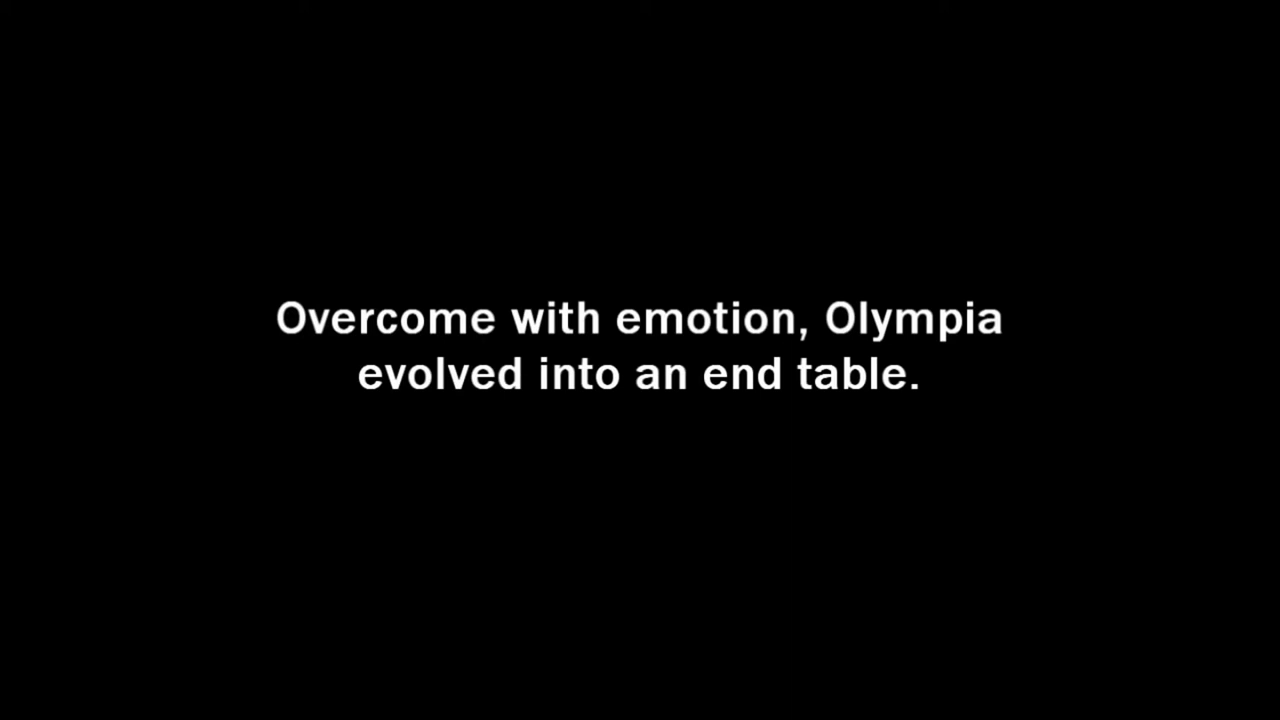 Overcome with emotion, Olympia
evolved into an end table.